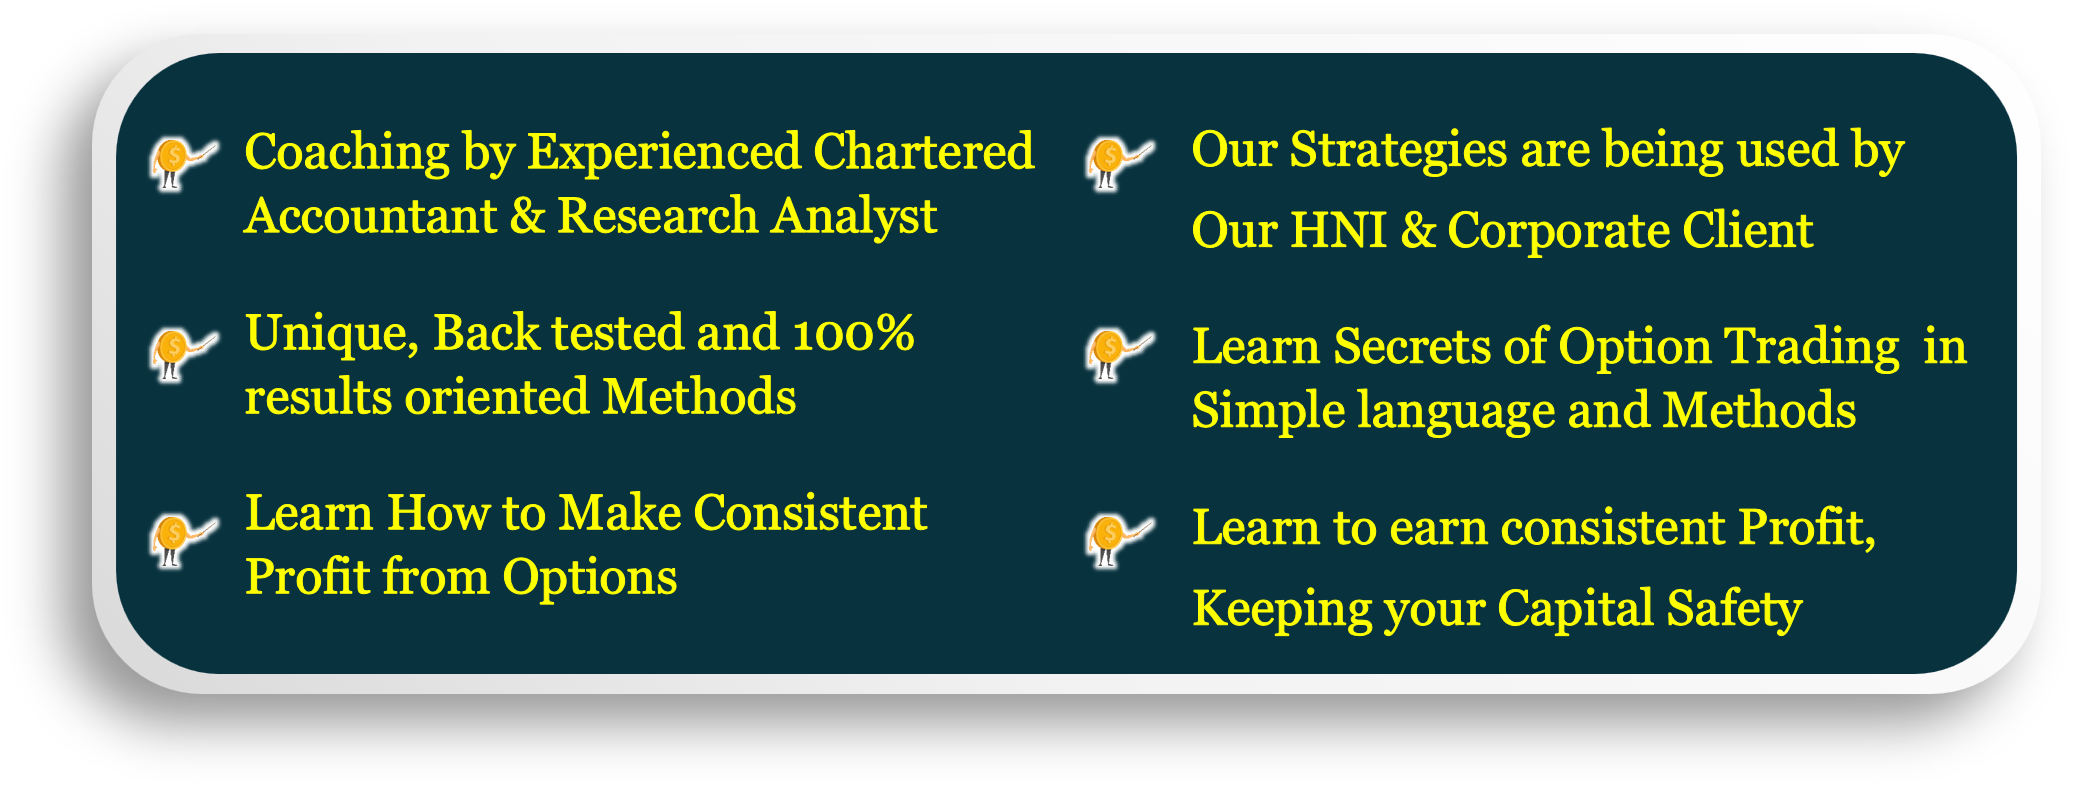 Coaching by Experienced Chartered
Accountant & Research Analyst
Unique, Back tested and 100%
results oriented Methods
Learn How to Make Consistent
Profit from Options
Our Strategies are being used by
Our HNI & Corporate Client
Learn Secrets of Option Trading  in
Simple language and Methods
Learn to earn consistent Profit,
Keeping your Capital Safety